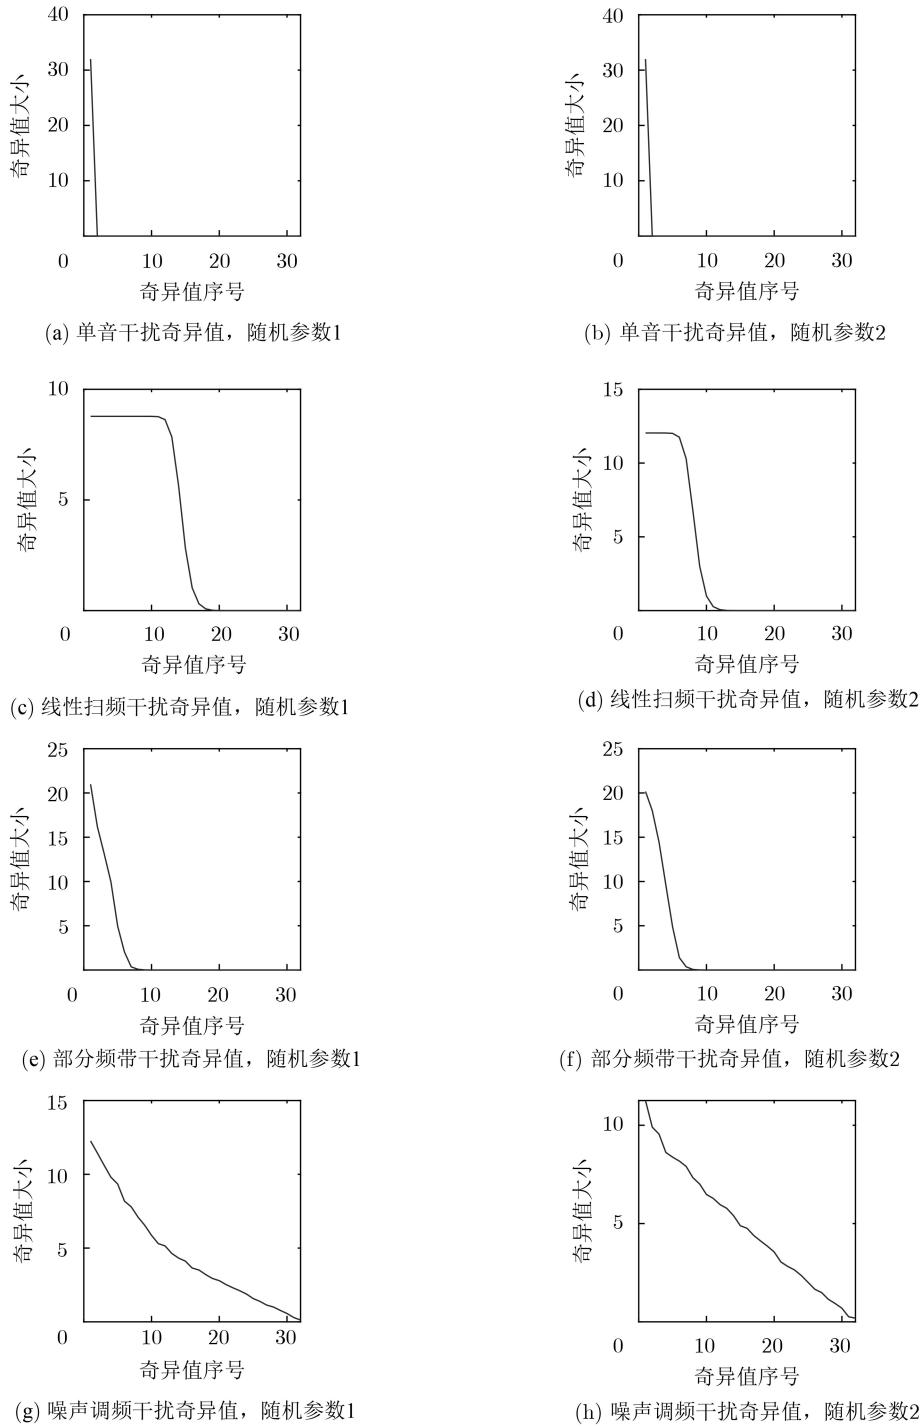 40
30
20
10
0
10
20
30
奇异值大小
奇异值序号
(a) 单音干扰奇异值，随机参数1
40
30
20
10
0
10
20
30
奇异值大小
奇异值序号
(b) 单音干扰奇异值，随机参数2
10
5
0
10
20
30
奇异值大小
奇异值序号
(c) 线性扫频干扰奇异值，随机参数1
15
10
5
0
10
20
30
奇异值大小
奇异值序号
(d) 线性扫频干扰奇异值，随机参数2
25
20
15
10
5
0
10
20
30
奇异值大小
奇异值序号
(e) 部分频带干扰奇异值，随机参数1
25
20
15
10
5
0
10
20
30
奇异值大小
奇异值序号
(f) 部分频带干扰奇异值，随机参数2
15
10
5
0
10
20
30
奇异值大小
奇异值序号
(g) 噪声调频干扰奇异值，随机参数1
10
5
0
10
20
30
奇异值大小
奇异值序号
(h) 噪声调频干扰奇异值，随机参数2